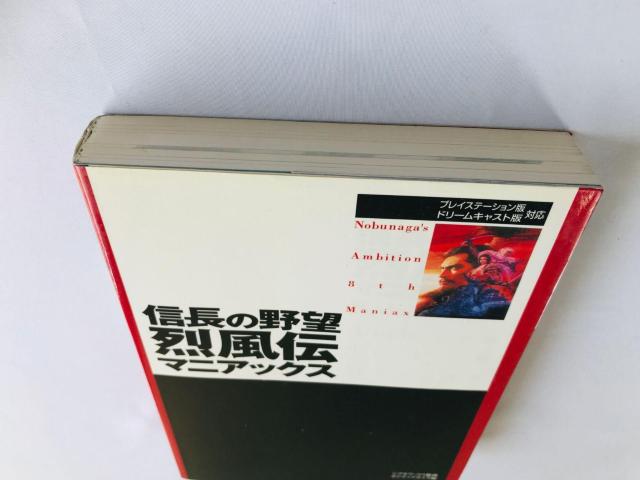 プレイステーション版
ドリームキャスト版 対応
Nobunaga's
Ambition
8th
Maniax
信長の野望
烈風伝
マニアックス